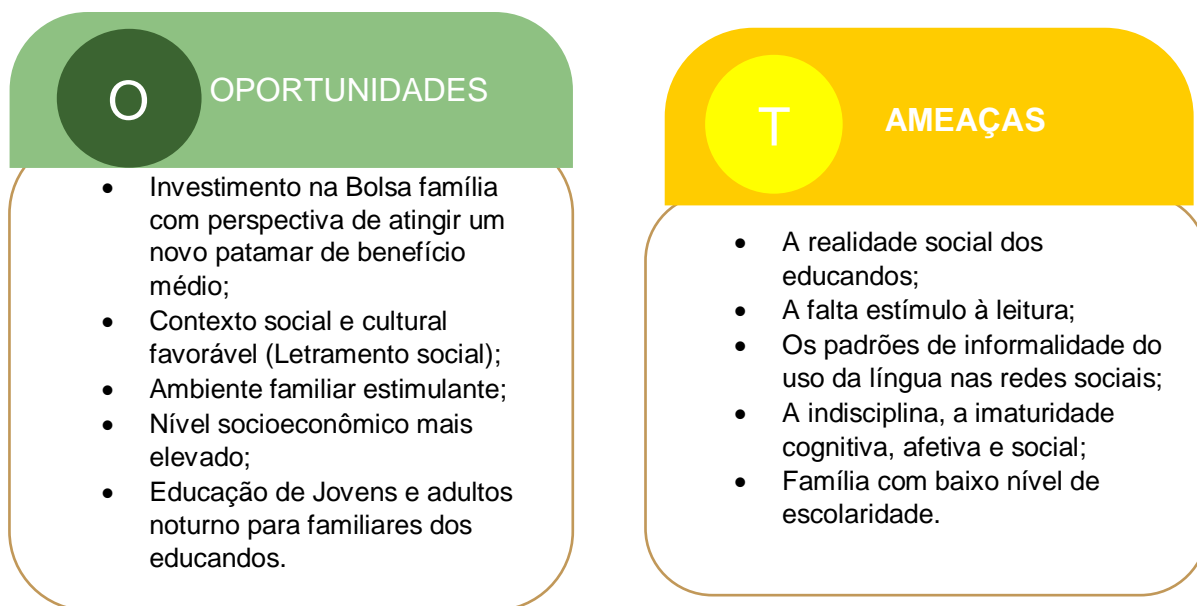 O
OPORTUNIDADES
• Investimento na Bolsa família
com perspectiva de atingir um
novo patamar de benefício
médio;
• Contexto social e cultural
favorável (Letramento social);
• Ambiente familiar estimulante;
• Nível socioeconômico mais
elevado;
• Educação de Jovens e adultos
noturno para familiares dos
educandos.
T
AMEAÇAS
• A realidade social dos
educandos;
• A falta estímulo à leitura;
• Os padrões de informalidade do
uso da língua nas redes sociais;
• A indisciplina, a imaturidade
cognitiva, afetiva e social;
• Família com baixo nível de
escolaridade.